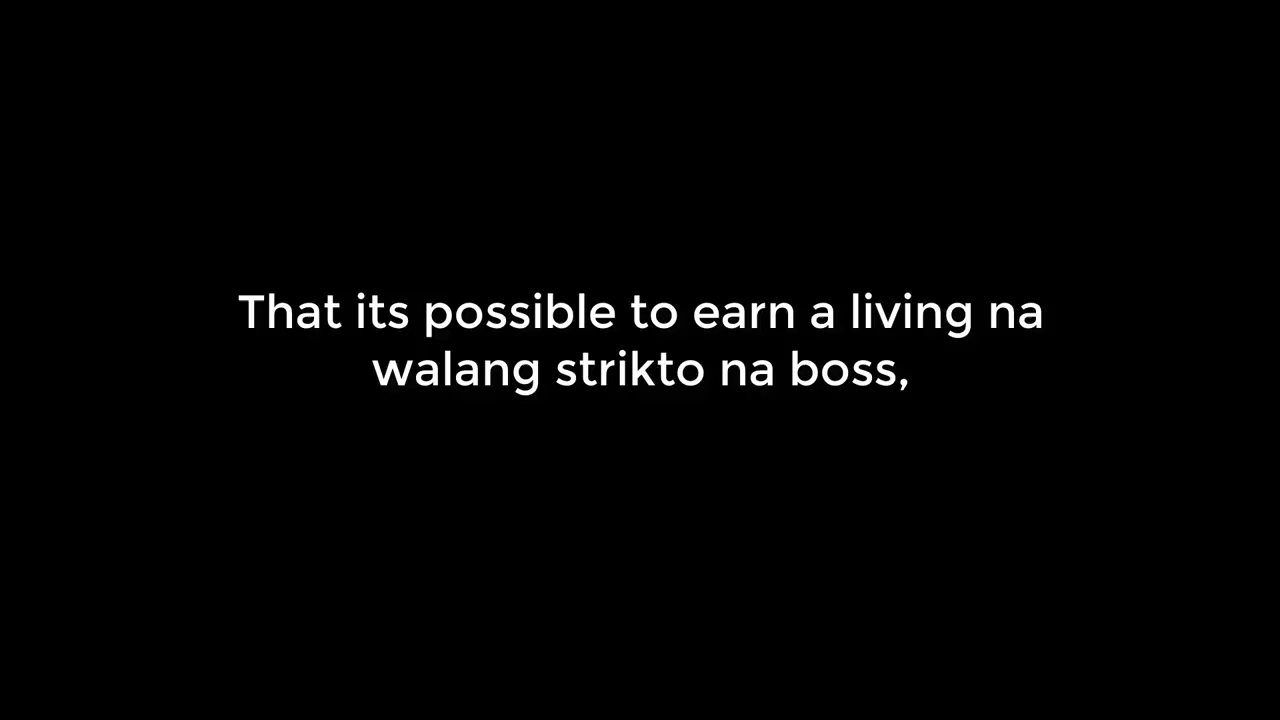 That its possible to earn a living na
walang strikto na boss,